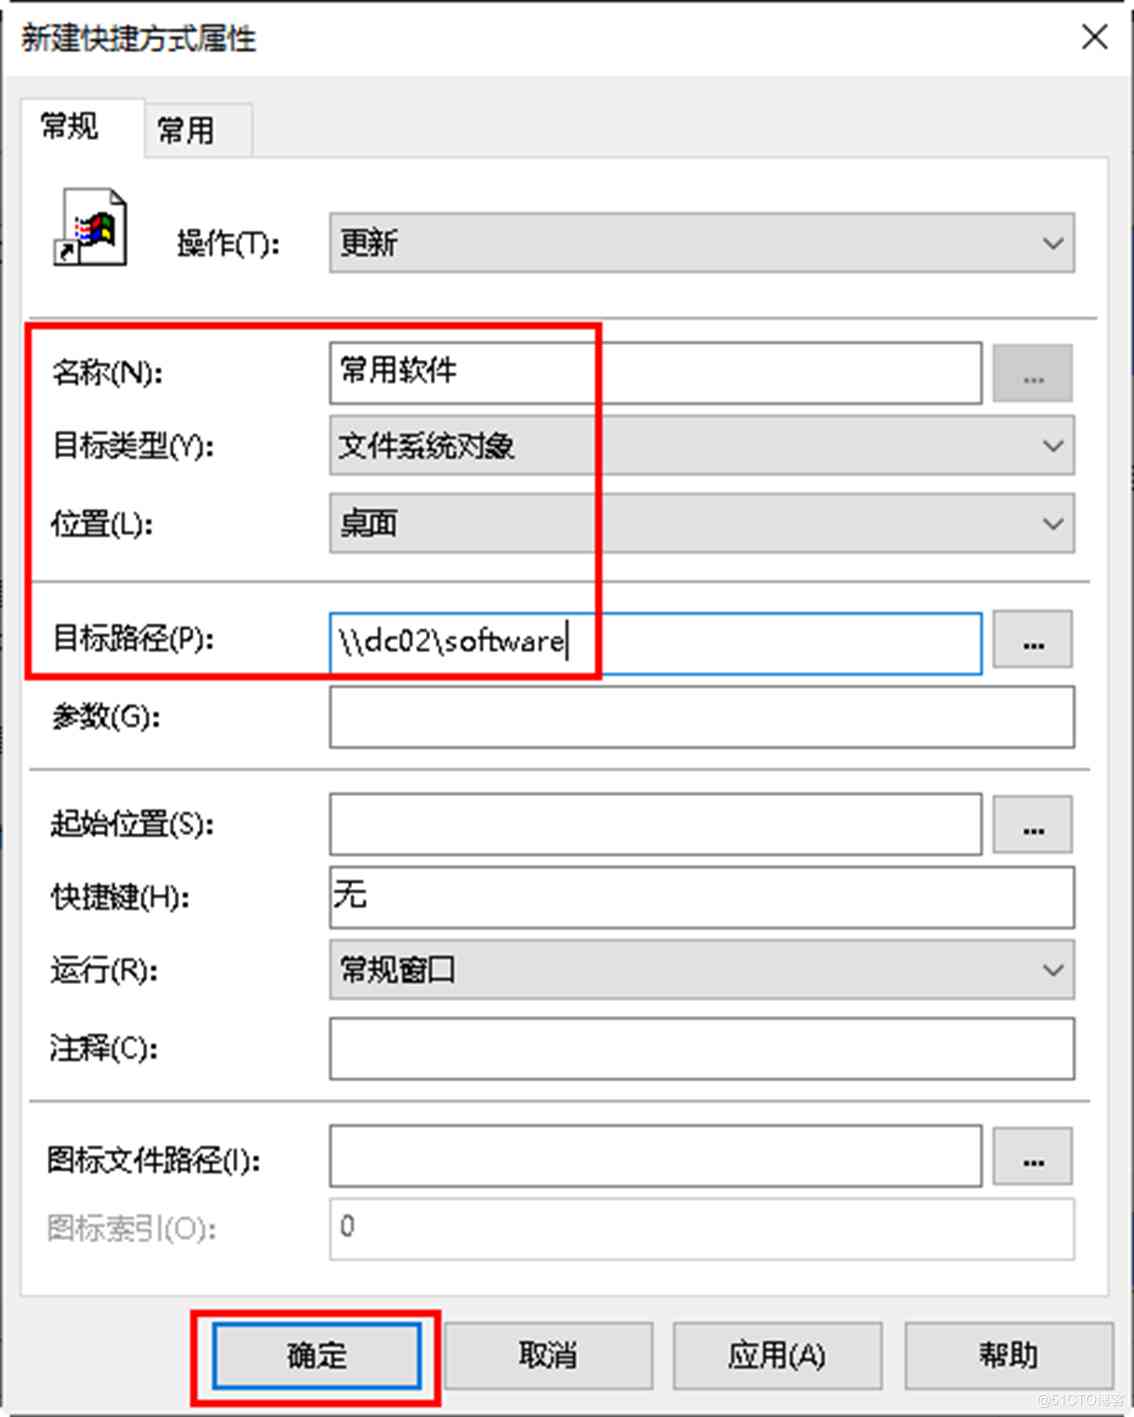 新建快捷方式属性
常规 常用
操作(T): 更新
名称(N): 常用软件 ...
目标类型(Y): 文件系统对象
位置(L): 桌面
目标路径(P): \\dc02\software ...
参数(G):
起始位置(S): ...
快捷键(H): 无
运行(R): 常规窗口
注释(C):
图标文件路径(I): ...
图标索引(O): 0
确定 取消 应用(A) 帮助
@51CTO博客